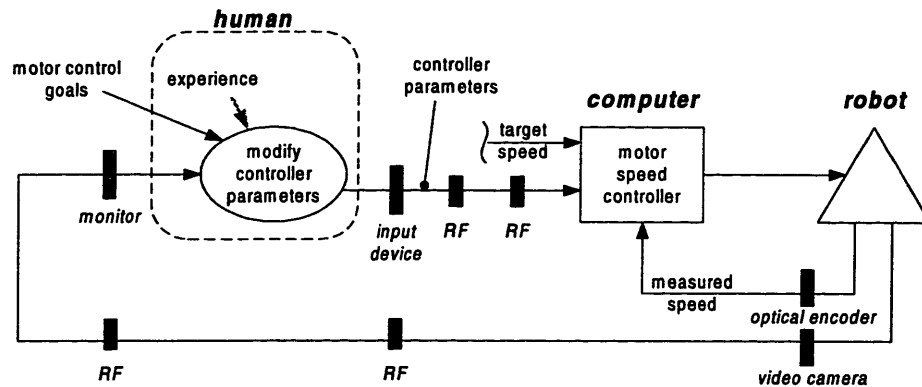 human
motor control
goals
experience
controller
parameters
computer
robot
target
speed
modify
controller
parameters
motor
speed
controller
monitor
input
device
RF
RF
measured
speed
optical encoder
RF
RF
video camera